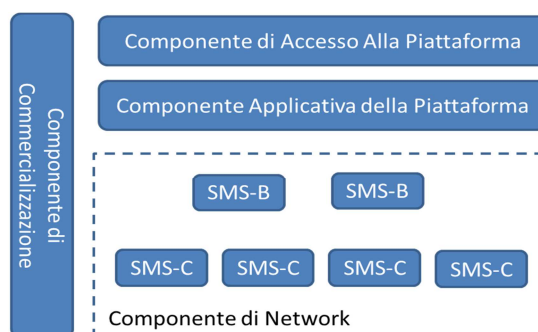 Componente di
Commercializzazione
Componente di Accesso Alla Piattaforma
Componente Applicativa della Piattaforma
SMS-B SMS-B
SMS-C SMS-C SMS-C SMS-C
Componente di Network